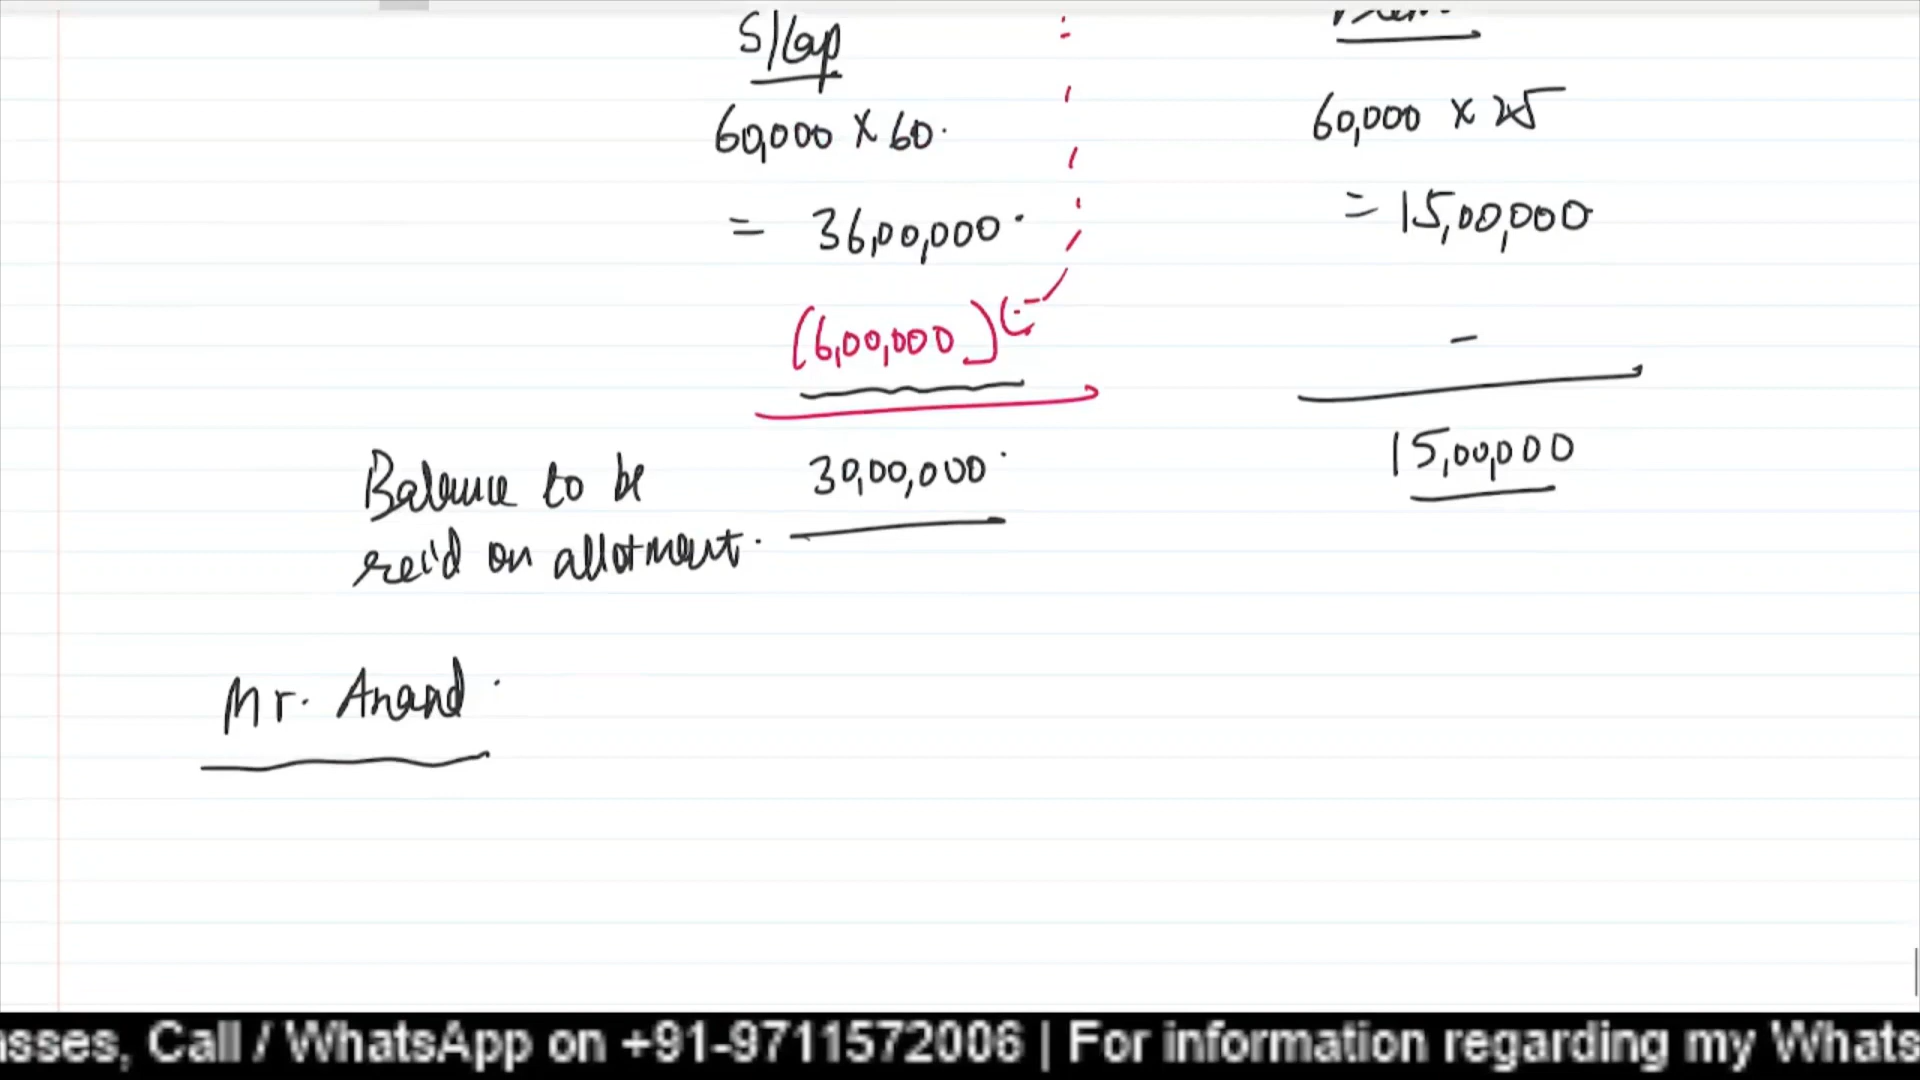 S/Cap
60,000 × 60.
60,000 × 25
= 36,00,000.
= 15,00,000
(6,00,000)
-
Balance to be
30,00,000.
15,00,000
rec'd on allotment.
Mr. Anand.
asses, Call / WhatsApp on +91-9711572006 | For information regarding my Whats